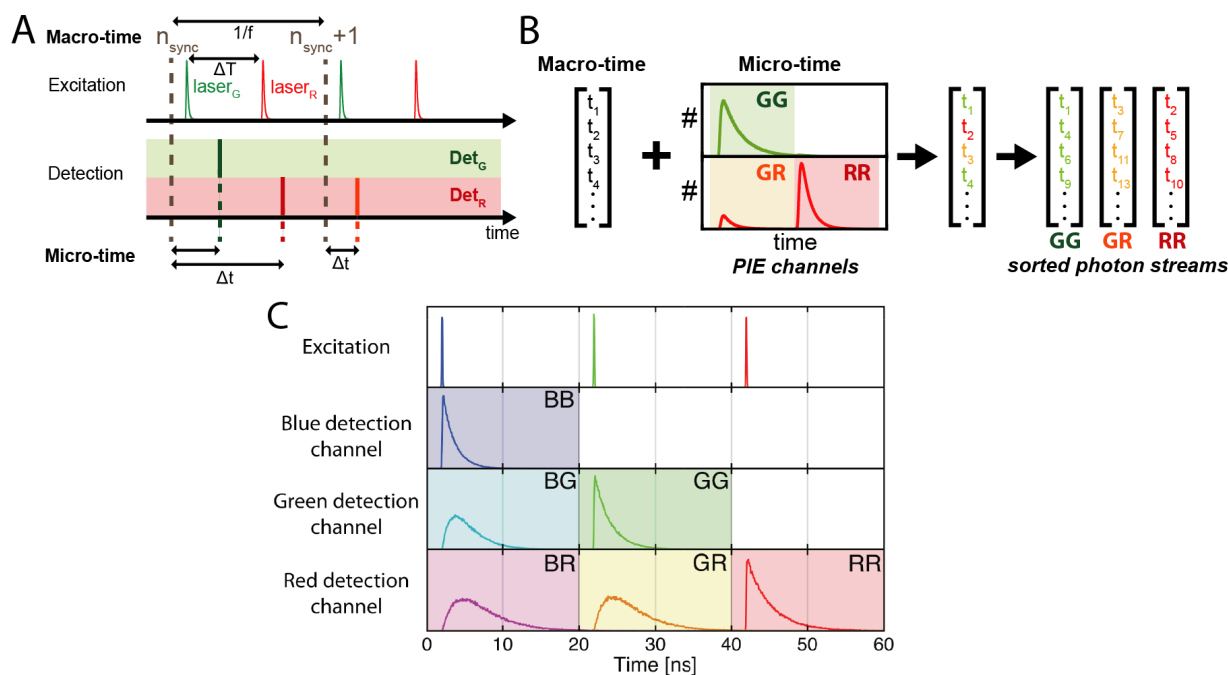 A
Macro-time
n_sync
1/f
n_sync+1
Excitation
ΔT
laser_G
laser_R
Detection
Det_G
Det_R
time
Micro-time
Δt
Δt
B
Macro-time
Micro-time
t_1
t_2
t_3
t_4
+
#
GG
#
GR
RR
time
PIE channels
t_1
t_2
t_3
t_4
t_1
t_4
t_6
t_9
GG
t_3
t_7
t_11
t_13
GR
t_2
t_5
t_8
t_10
RR
sorted photon streams
C
Excitation
Blue detection
channel
BB
Green detection
channel
BG
GG
Red detection
channel
BR
GR
RR
0 10 20 30 40 50 60
Time [ns]